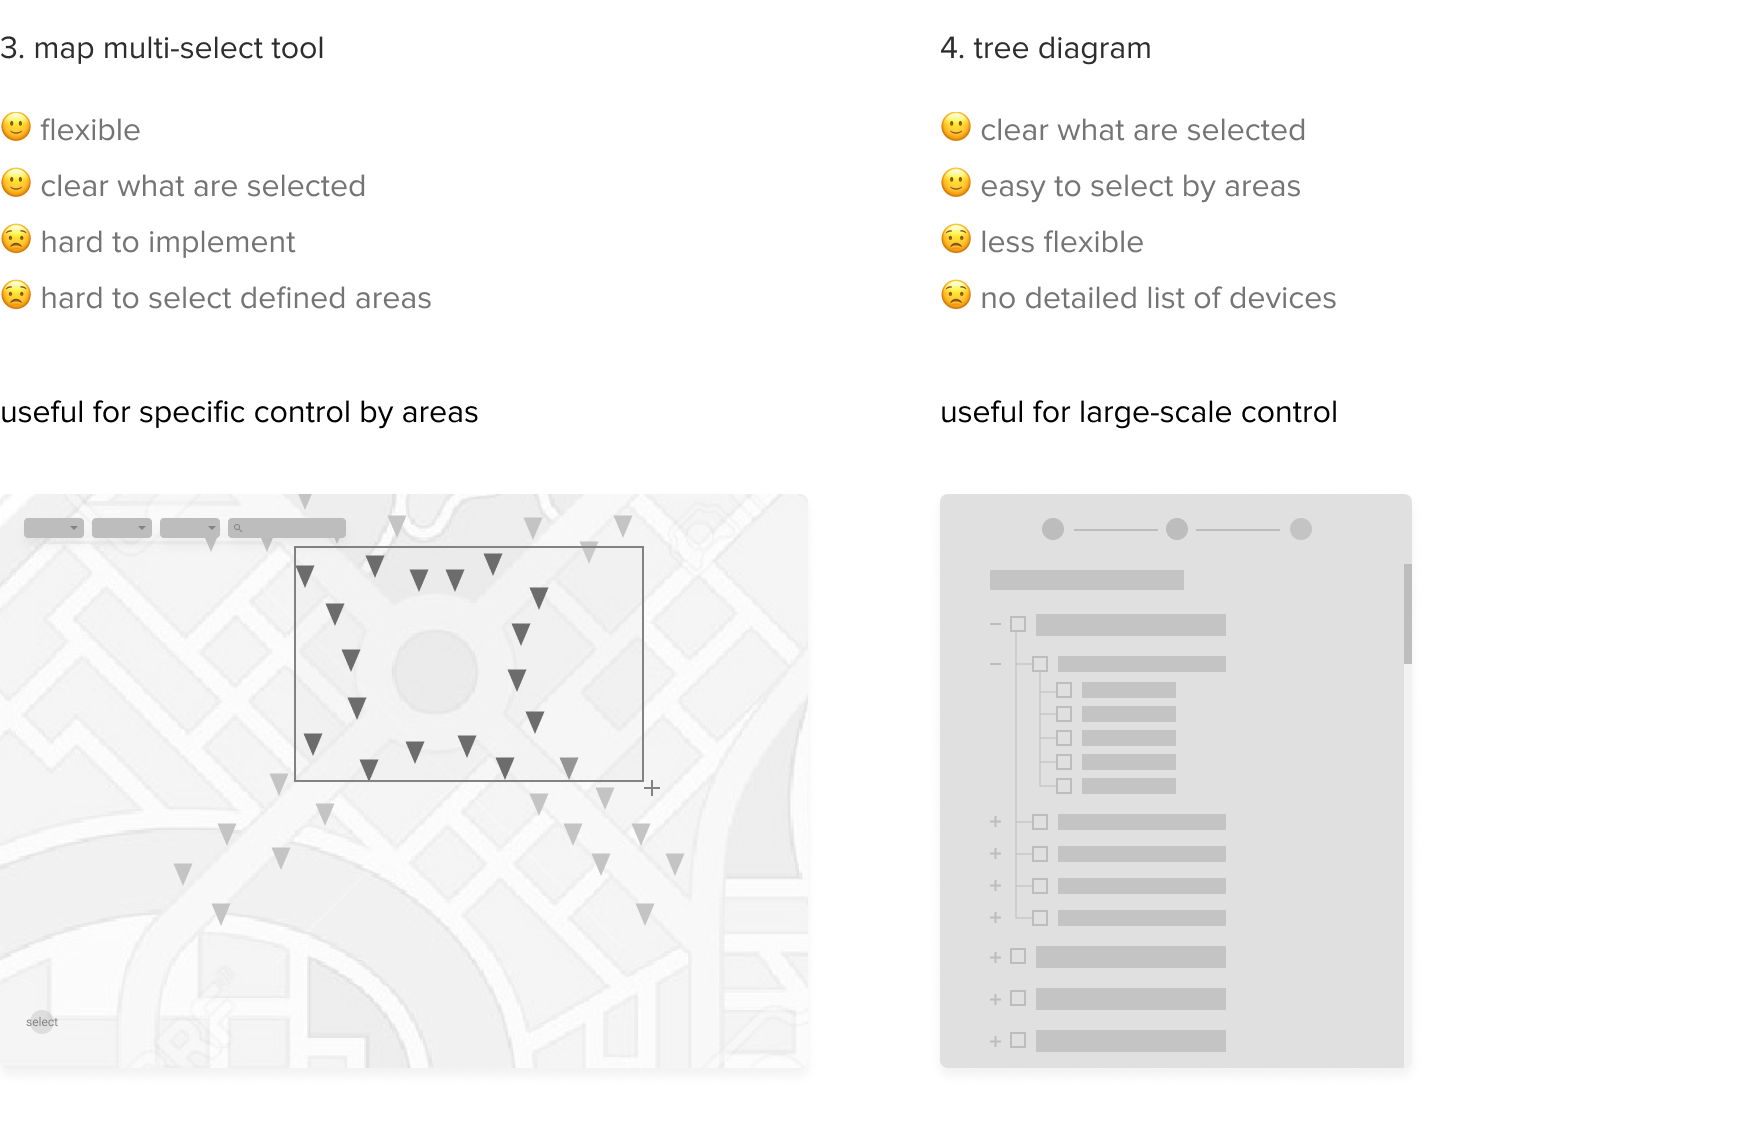 3. map multi-select tool
🙂 flexible
🙂 clear what are selected
😟 hard to implement
😟 hard to select defined areas
useful for specific control by areas
select
4. tree diagram
🙂 clear what are selected
🙂 easy to select by areas
😟 less flexible
😟 no detailed list of devices
useful for large-scale control